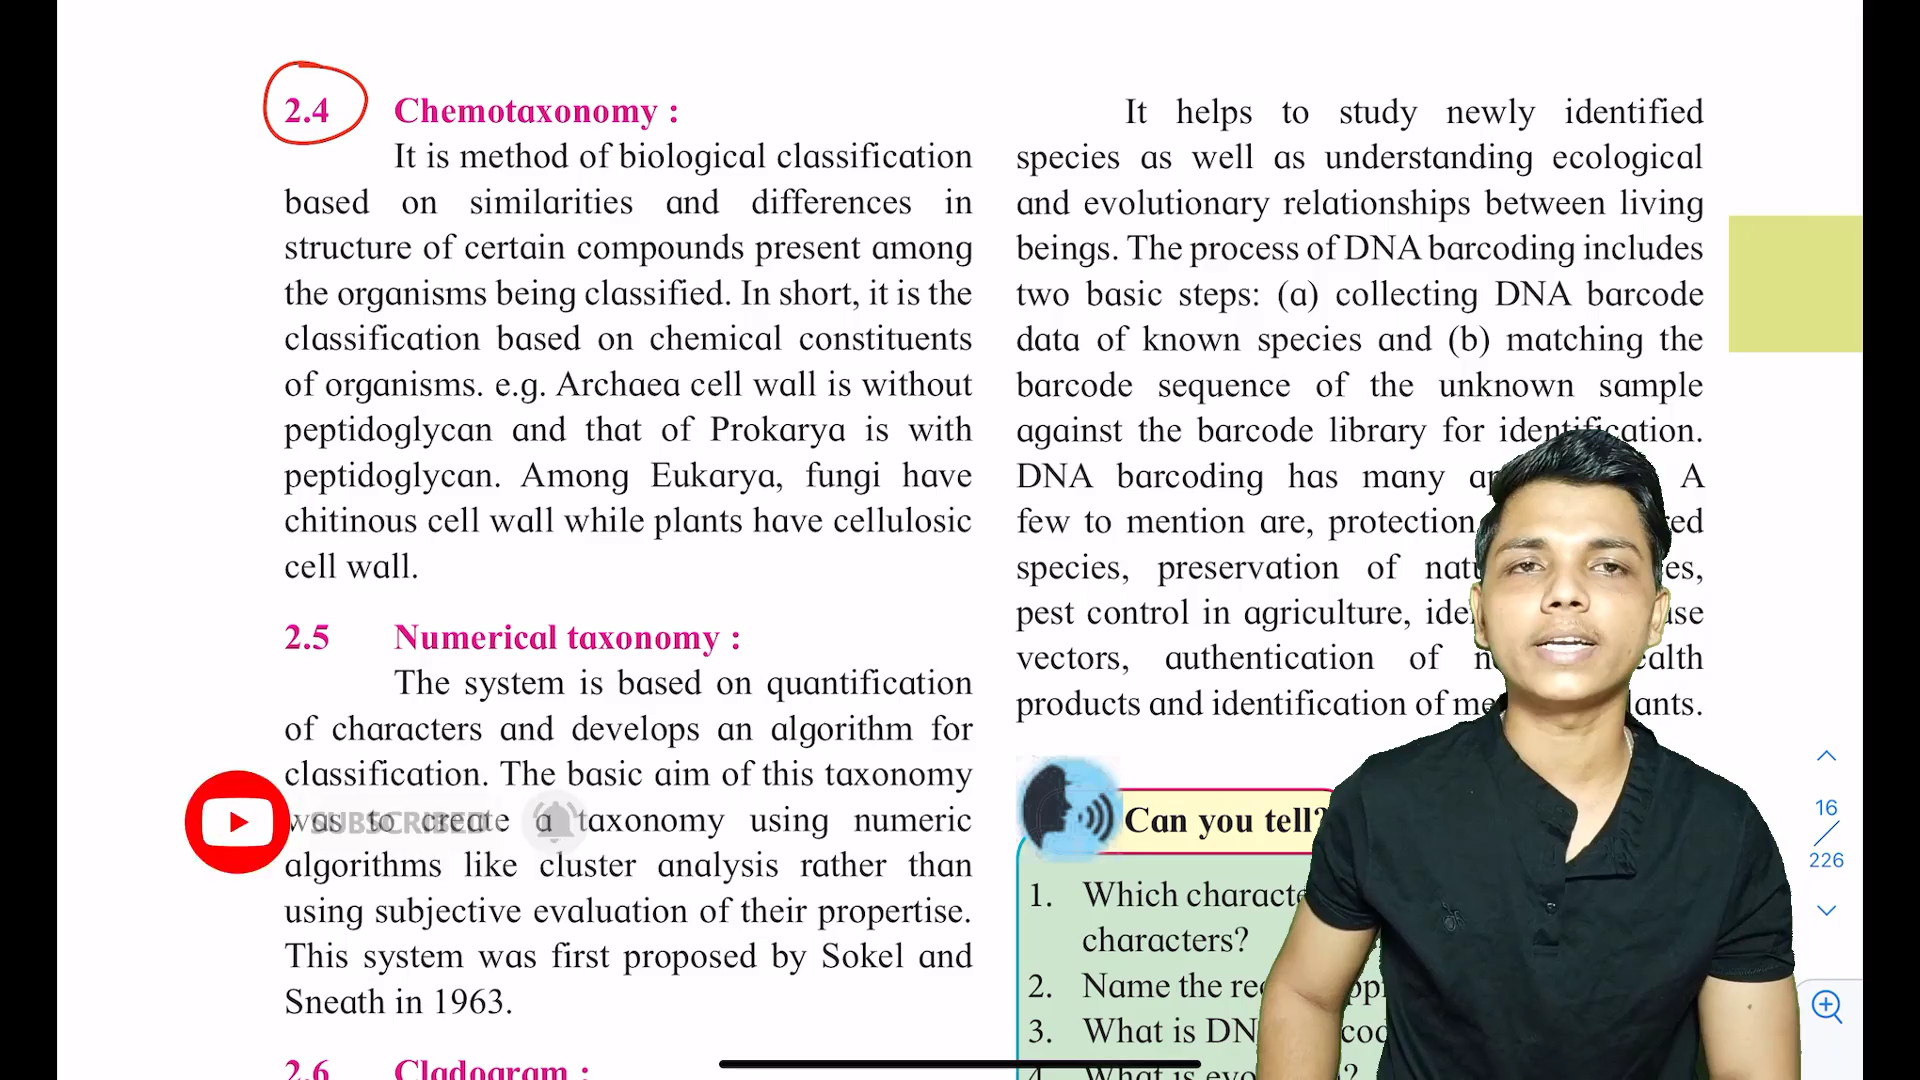 2.4 Chemotaxonomy :
It is method of biological classification
based on similarities and differences in
structure of certain compounds present among
the organisms being classified. In short, it is the
classification based on chemical constituents
of organisms. e.g. Archaea cell wall is without
peptidoglycan and that of Prokarya is with
peptidoglycan. Among Eukarya, fungi have
chitinous cell wall while plants have cellulosic
cell wall.
2.5 Numerical taxonomy :
The system is based on quantification
of characters and develops an algorithm for
classification. The basic aim of this taxonomy
was to create a taxonomy using numeric
SUBSCRIBED
algorithms like cluster analysis rather than
using subjective evaluation of their propertise.
This system was first proposed by Sokel and
Sneath in 1963.
2.6 Cladogram :
It helps to study newly identified
species as well as understanding ecological
and evolutionary relationships between living
beings. The process of DNA barcoding includes
two basic steps: (a) collecting DNA barcode
data of known species and (b) matching the
barcode sequence of the unknown sample
against the barcode library for identification.
DNA barcoding has many A
few to mention are, protection
species, preservation of
pest control in agriculture,
vectors, authentication of
products and identification of
Can you tell?
1. Which
characters?
2. Name the
3. What is
4. What is
16
226